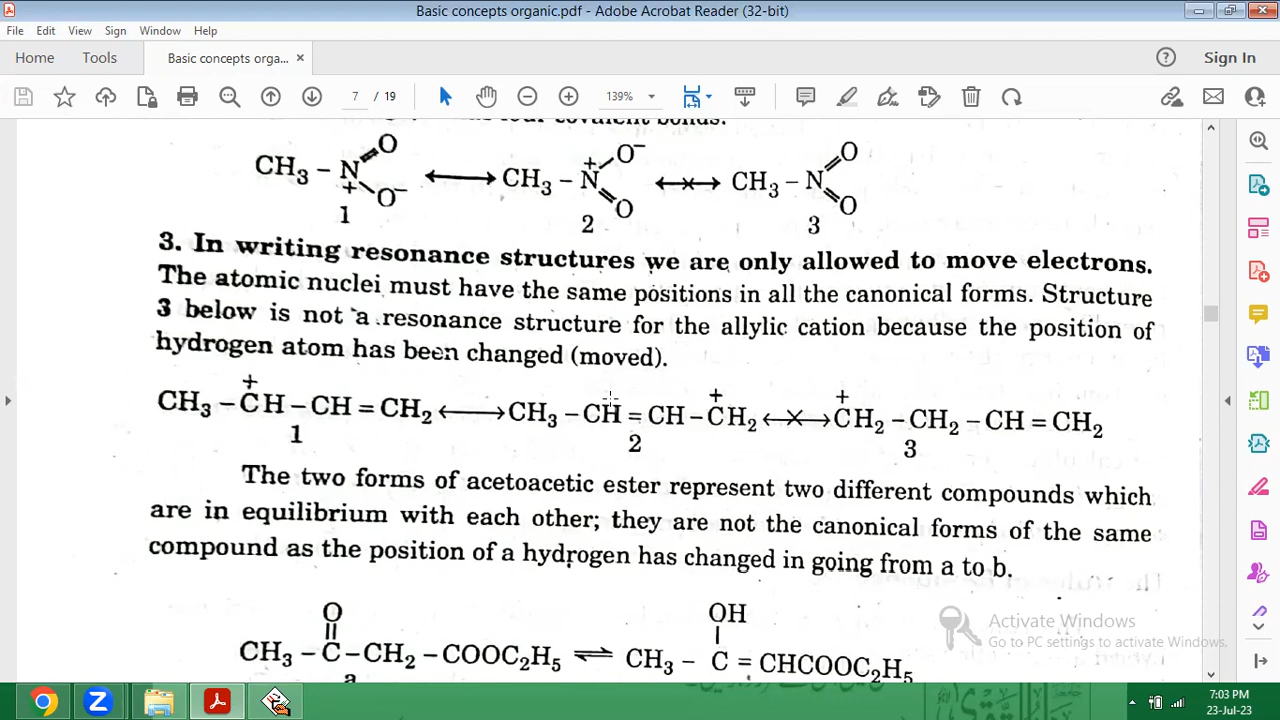 Basic concepts organic.pdf - Adobe Acrobat Reader (32-bit)
File Edit View Sign Window Help
Home Tools Basic concepts orga... × Sign In
7 / 19 139%
four covalent bonds.
O O⁻ O
CH₃ – N⁺ ⟷ CH₃ – N⁺ ⟷× CH₃ – N
O⁻ O O
1 2 3
3. In writing resonance structures we are only allowed to move electrons.
The atomic nuclei must have the same positions in all the canonical forms. Structure
3 below is not a resonance structure for the allylic cation because the position of
hydrogen atom has been changed (moved).
+ + +
CH₃ – CH – CH = CH₂ ⟷ CH₃ – CH = CH – CH₂ ⟷× CH₂ – CH₂ – CH = CH₂
1 2 3
The two forms of acetoacetic ester represent two different compounds which
are in equilibrium with each other; they are not the canonical forms of the same
compound as the position of a hydrogen has changed in going from a to b.
O OH
CH₃ – C – CH₂ – COOC₂H₅ ⇌ CH₃ – C = CHCOOC₂H₅
a
Activate Windows
Go to PC settings to activate Windows.
7:03 PM
23-Jul-23